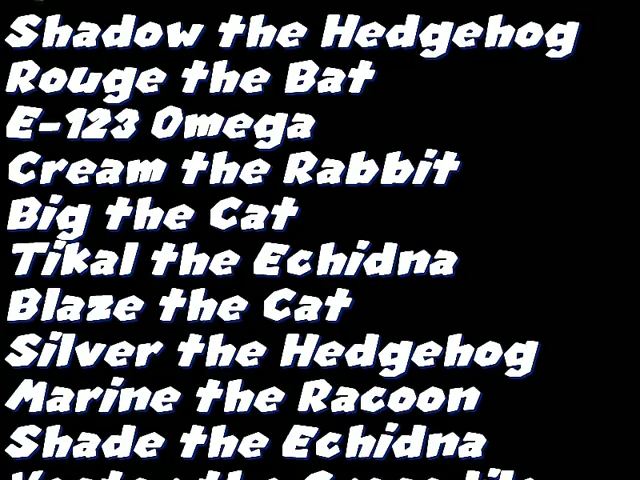 Shadow the Hedgehog
Rouge the Bat
E-123 Omega
Cream the Rabbit
Big the Cat
Tikal the Echidna
Blaze the Cat
Silver the Hedgehog
Marine the Racoon
Shade the Echidna
the